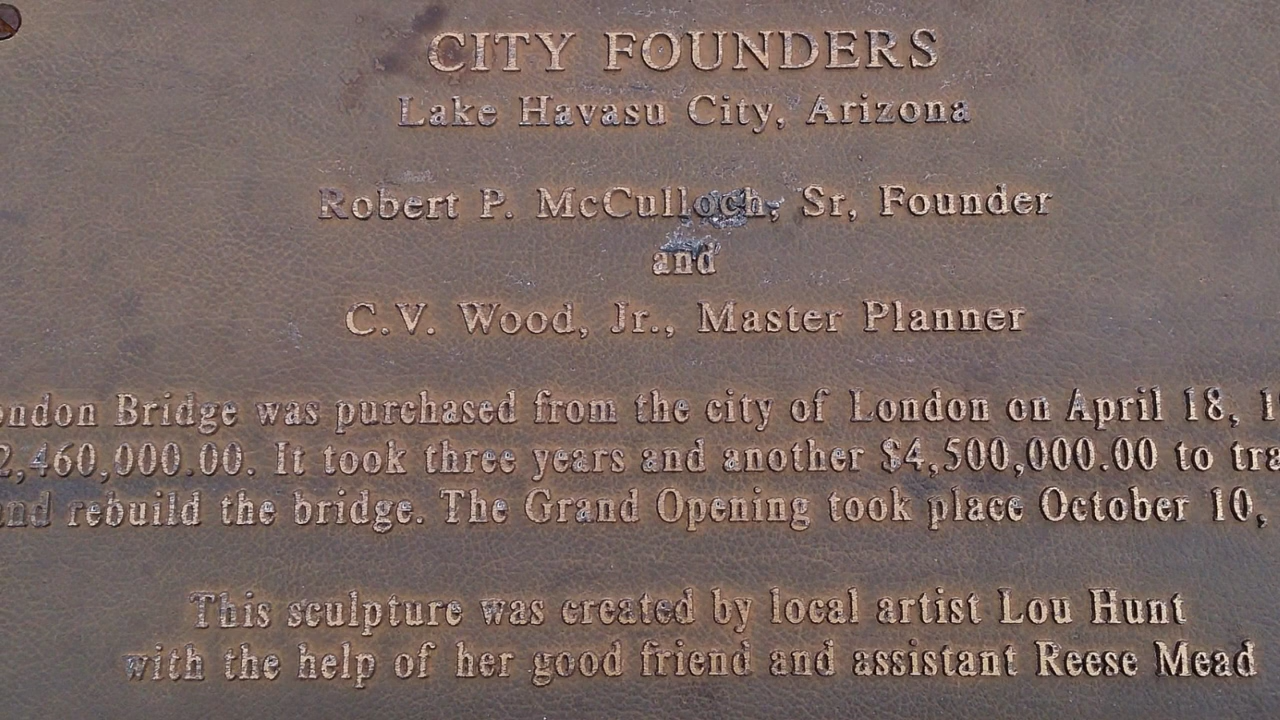 CITY FOUNDERS
Lake Havasu City, Arizona
Robert P. McCulloch, Sr, Founder
and
C.V. Wood, Jr., Master Planner
ondon Bridge was purchased from the city of London on April 18, 1
2,460,000.00. It took three years and another $4,500,000.00 to tra
nd rebuild the bridge. The Grand Opening took place October 10,
This sculpture was created by local artist Lou Hunt
with the help of her good friend and assistant Reese Mead